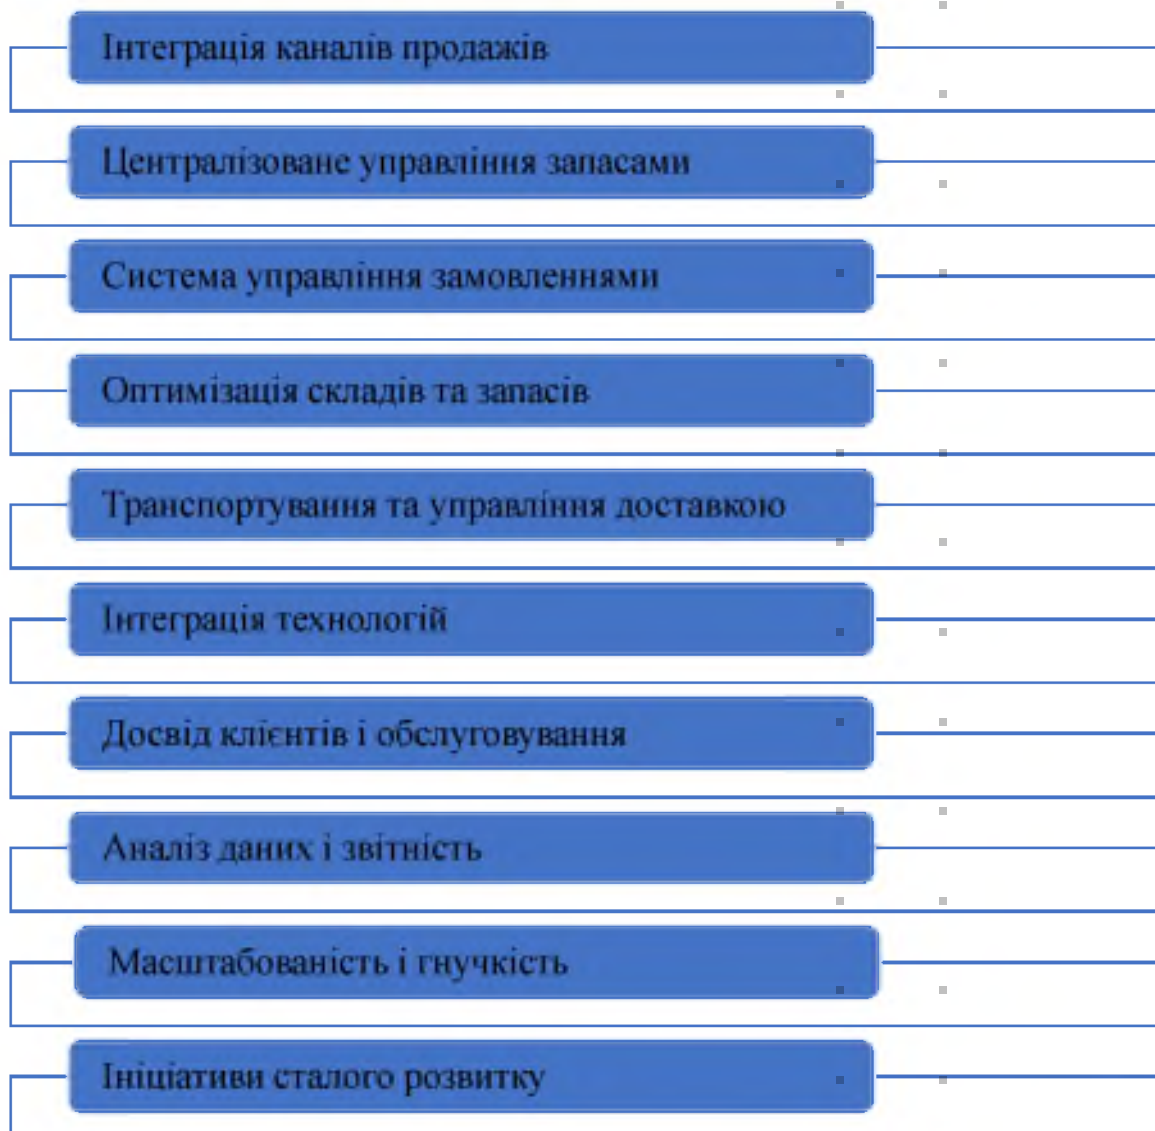 Інтеграція каналів продажів
Централізоване управління запасами
Система управління замовленнями
Оптимізація складів та запасів
Транспортування та управління доставкою
Інтеграція технологій
Досвід клієнтів і обслуговування
Аналіз даних і звітність
Масштабованість і гнучкість
Ініціативи сталого розвитку